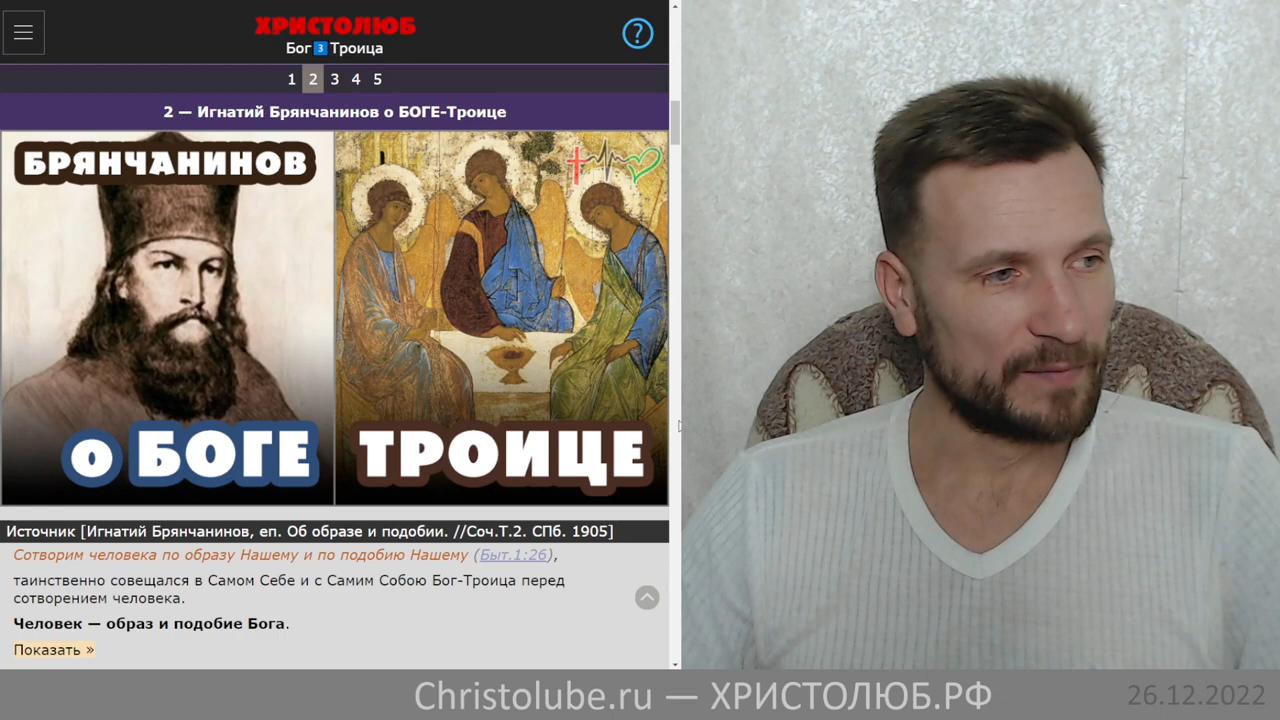 ХРИСТОЛЮБ
Бог 3 Троица
1 2 3 4 5
2 — Игнатий Брянчанинов о БОГЕ-Троице
БРЯНЧАНИНОВ
о БОГЕ
ТРОИЦЕ
Источник [Игнатий Брянчанинов, еп. Об образе и подобии. //Соч.Т.2. СПб. 1905]
Сотворим человека по образу Нашему и по подобию Нашему (Быт.1:26),
таинственно совещался в Самом Себе и с Самим Собою Бог-Троица перед
сотворением человека.
Человек — образ и подобие Бога.
Показать »
Christolube.ru — ХРИСТОЛЮБ.РФ
26.12.2022